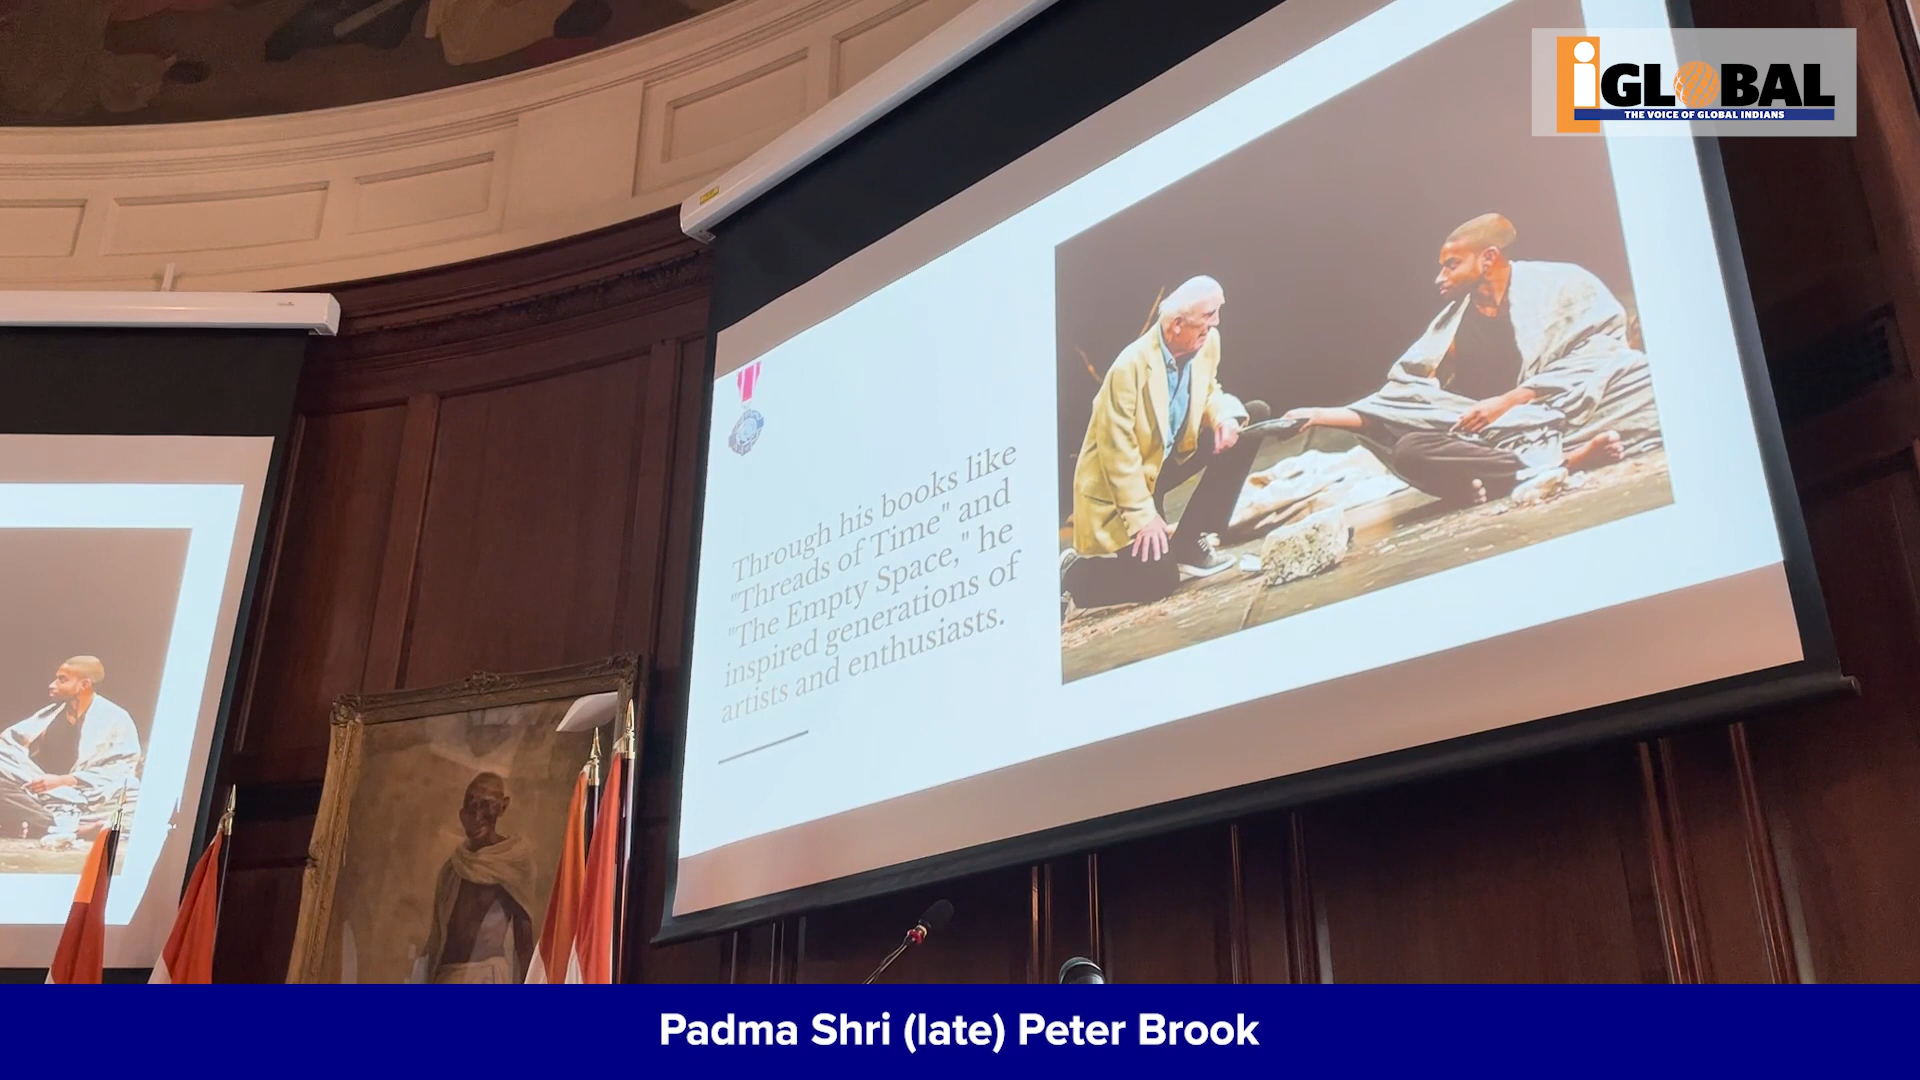 iGLOBAL
THE VOICE OF GLOBAL INDIANS
Through his books like
"Threads of Time" and
"The Empty Space," he
inspired generations of
artists and enthusiasts.
Padma Shri (late) Peter Brook